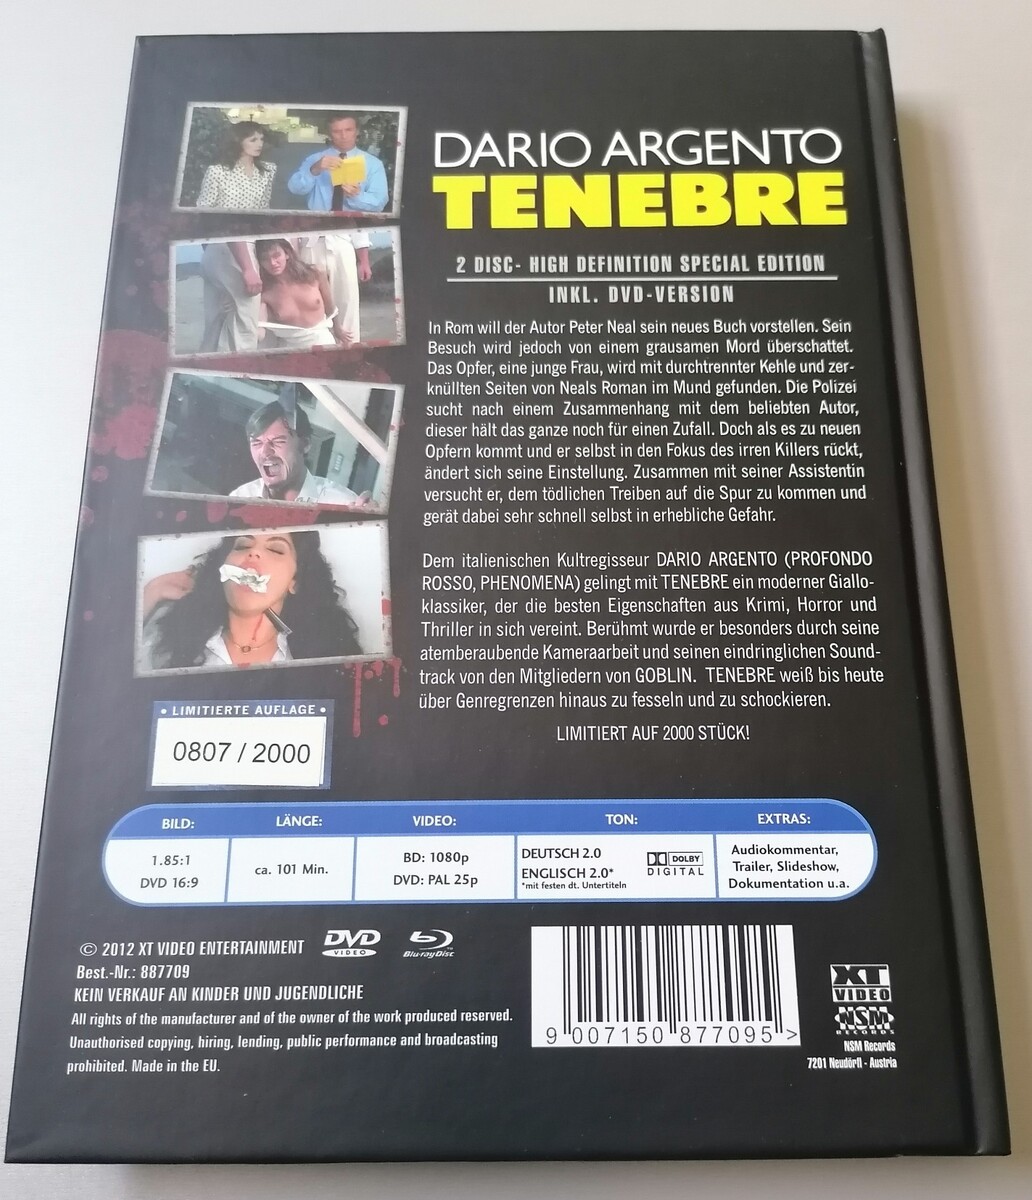 DARIO ARGENTO
TENEBRE
2 DISC- HIGH DEFINITION SPECIAL EDITION
INKL. DVD-VERSION
In Rom will der Autor Peter Neal sein neues Buch vorstellen. Sein
Besuch wird jedoch von einem grausamen Mord überschattet.
Das Opfer, eine junge Frau, wird mit durchtrennter Kehle und zer-
knüllten Seiten von Neals Roman im Mund gefunden. Die Polizei
sucht nach einem Zusammenhang mit dem beliebten Autor,
dieser hält das ganze noch für einen Zufall. Doch als es zu neuen
Opfern kommt und er selbst in den Fokus des irren Killers rückt,
ändert sich seine Einstellung. Zusammen mit seiner Assistentin
versucht er, dem tödlichen Treiben auf die Spur zu kommen und
gerät dabei sehr schnell selbst in erhebliche Gefahr.
Dem italienischen Kultregisseur DARIO ARGENTO (PROFONDO
ROSSO, PHENOMENA) gelingt mit TENEBRE ein moderner Giallo-
klassiker, der die besten Eigenschaften aus Krimi, Horror und
Thriller in sich vereint. Berühmt wurde er besonders durch seine
atemberaubende Kameraarbeit und seinen eindringlichen Sound-
track von den Mitgliedern von GOBLIN. TENEBRE weiß bis heute
über Genregrenzen hinaus zu fesseln und zu schockieren.
LIMITIERT AUF 2000 STÜCK!
• LIMITIERTE AUFLAGE •
0807 / 2000
BILD:
1.85:1
DVD 16:9
LÄNGE:
ca. 101 Min.
VIDEO:
BD: 1080p
DVD: PAL 25p
TON:
DEUTSCH 2.0
ENGLISCH 2.0*
*mit festen dt. Untertiteln
DOLBY
DIGITAL
EXTRAS:
Audiokommentar,
Trailer, Slideshow,
Dokumentation u.a.
© 2012 XT VIDEO ENTERTAINMENT
DVD
VIDEO
Blu-ray Disc™
Best.-Nr.: 887709
KEIN VERKAUF AN KINDER UND JUGENDLICHE
All rights of the manufacturer and of the owner of the work produced reserved.
Unauthorised copying, hiring, lending, public performance and broadcasting
prohibited. Made in the EU.
9 007150 877095 >
XT
VIDEO
NSM
RECORDS
NSM Records
7201 Neudörfl - Austria